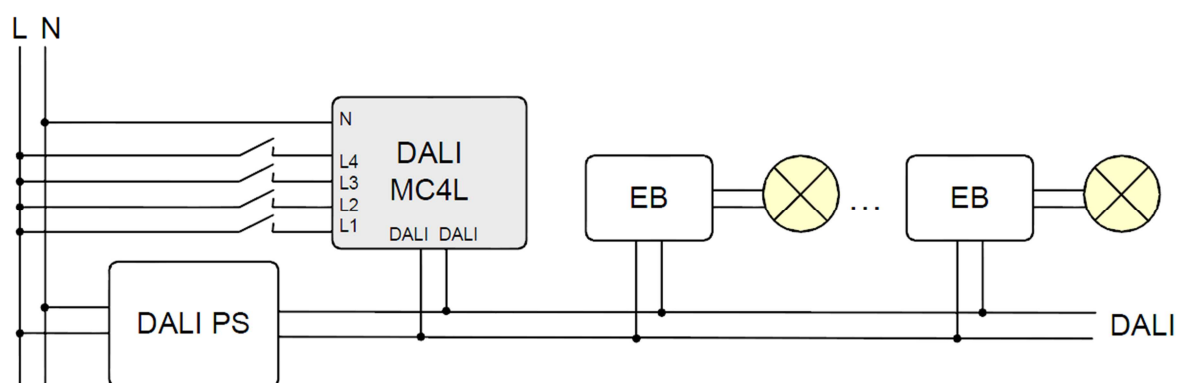 L N
N
DALI
MC4L
L4
L3
L2
L1
DALI DALI
EB
...
EB
DALI PS
DALI